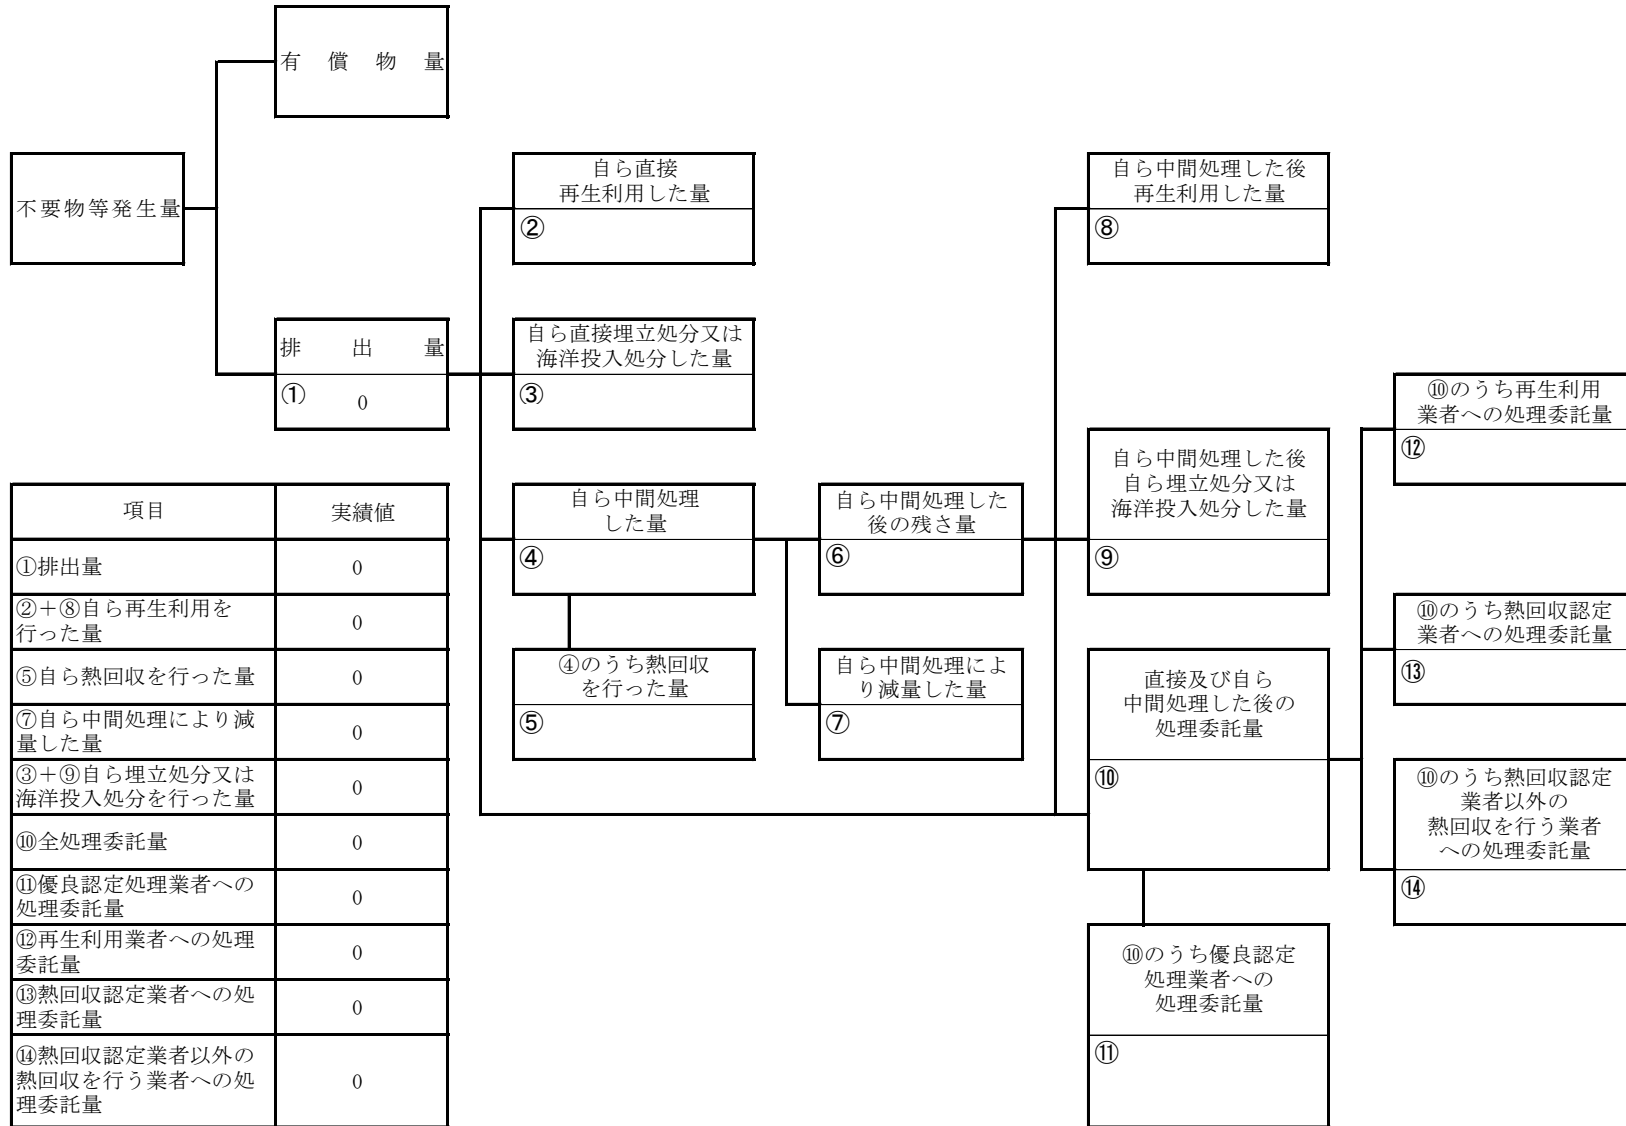 有償物量
不要物等発生量
自ら直接
再生利用した量
②
自ら中間処理した後
再生利用した量
⑧
排出量
① 0
自ら直接埋立処分又は
海洋投入処分した量
③
⑩のうち再生利用
業者への処理委託量
⑫
自ら中間処理した後
自ら埋立処分又は
海洋投入処分した量
⑨
自ら中間処理
した量
④
自ら中間処理した
後の残さ量
⑥
⑩のうち熱回収認定
業者への処理委託量
⑬
④のうち熱回収
を行った量
⑤
自ら中間処理によ
り減量した量
⑦
直接及び自ら
中間処理した後の
処理委託量
⑩
⑩のうち熱回収認定
業者以外の
熱回収を行う業者
への処理委託量
⑭
⑩のうち優良認定
処理業者への
処理委託量
⑪
項目 実績値
①排出量 0
②＋⑧自ら再生利用を
行った量 0
⑤自ら熱回収を行った量 0
⑦自ら中間処理により減
量した量 0
③＋⑨自ら埋立処分又は
海洋投入処分を行った量 0
⑩全処理委託量 0
⑪優良認定処理業者への
処理委託量 0
⑫再生利用業者への処理
委託量 0
⑬熱回収認定業者への処
理委託量 0
⑭熱回収認定業者以外の
熱回収を行う業者への処
理委託量 0